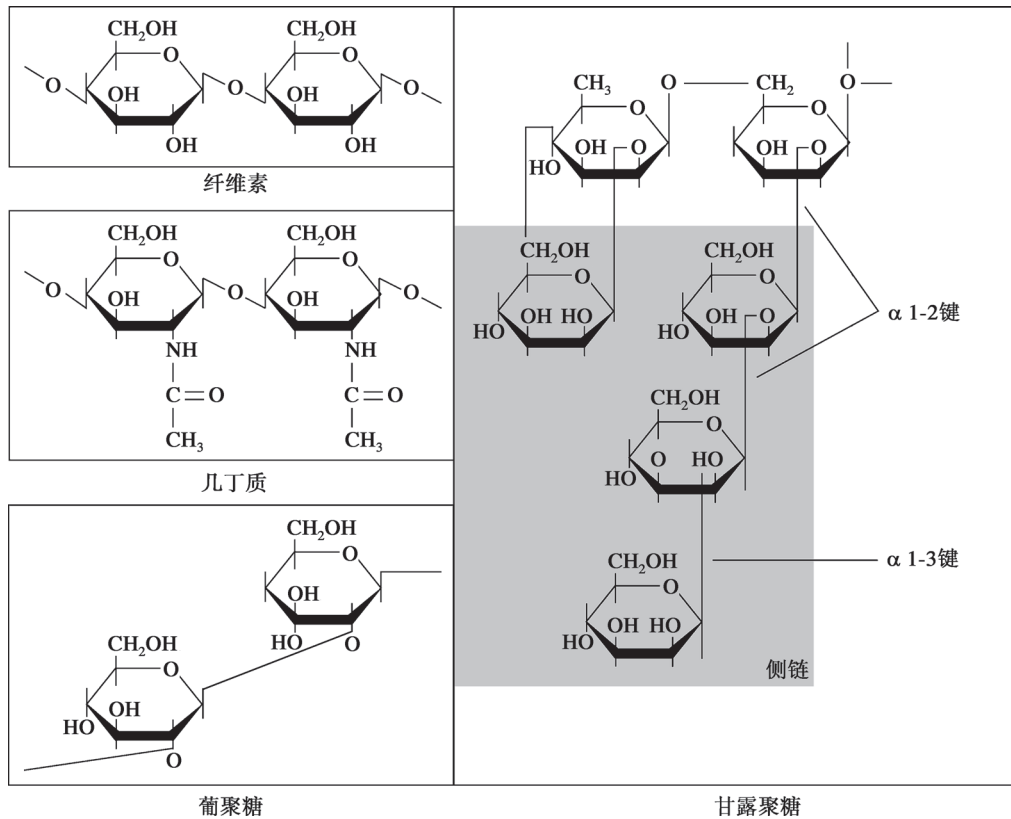 CH₂OH CH₂OH
O O
O OH O OH O
OH OH
纤维素
CH₂OH CH₂OH
O O
O OH O OH O
NH NH
C=O C=O
CH₃ CH₃
几丁质
CH₂OH
O
OH
HO O
CH₂OH
O
OH
HO
O
葡聚糖
CH₃ O CH₂ O
O O
OH O OH O
HO
CH₂OH CH₂OH
O O
HO OH HO HO OH O
α 1-2键
CH₂OH
O
O HO
HO
α 1-3键
CH₂OH
O
HO OH HO
侧链
甘露聚糖